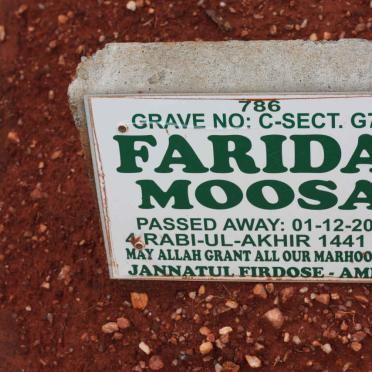 786
GRAVE NO: C-SECT. G7
FARIDA
MOOSA
PASSED AWAY: 01-12-20
4 RABI-UL-AKHIR 1441
MAY ALLAH GRANT ALL OUR MARHOO
JANNATUL FIRDOSE - AM